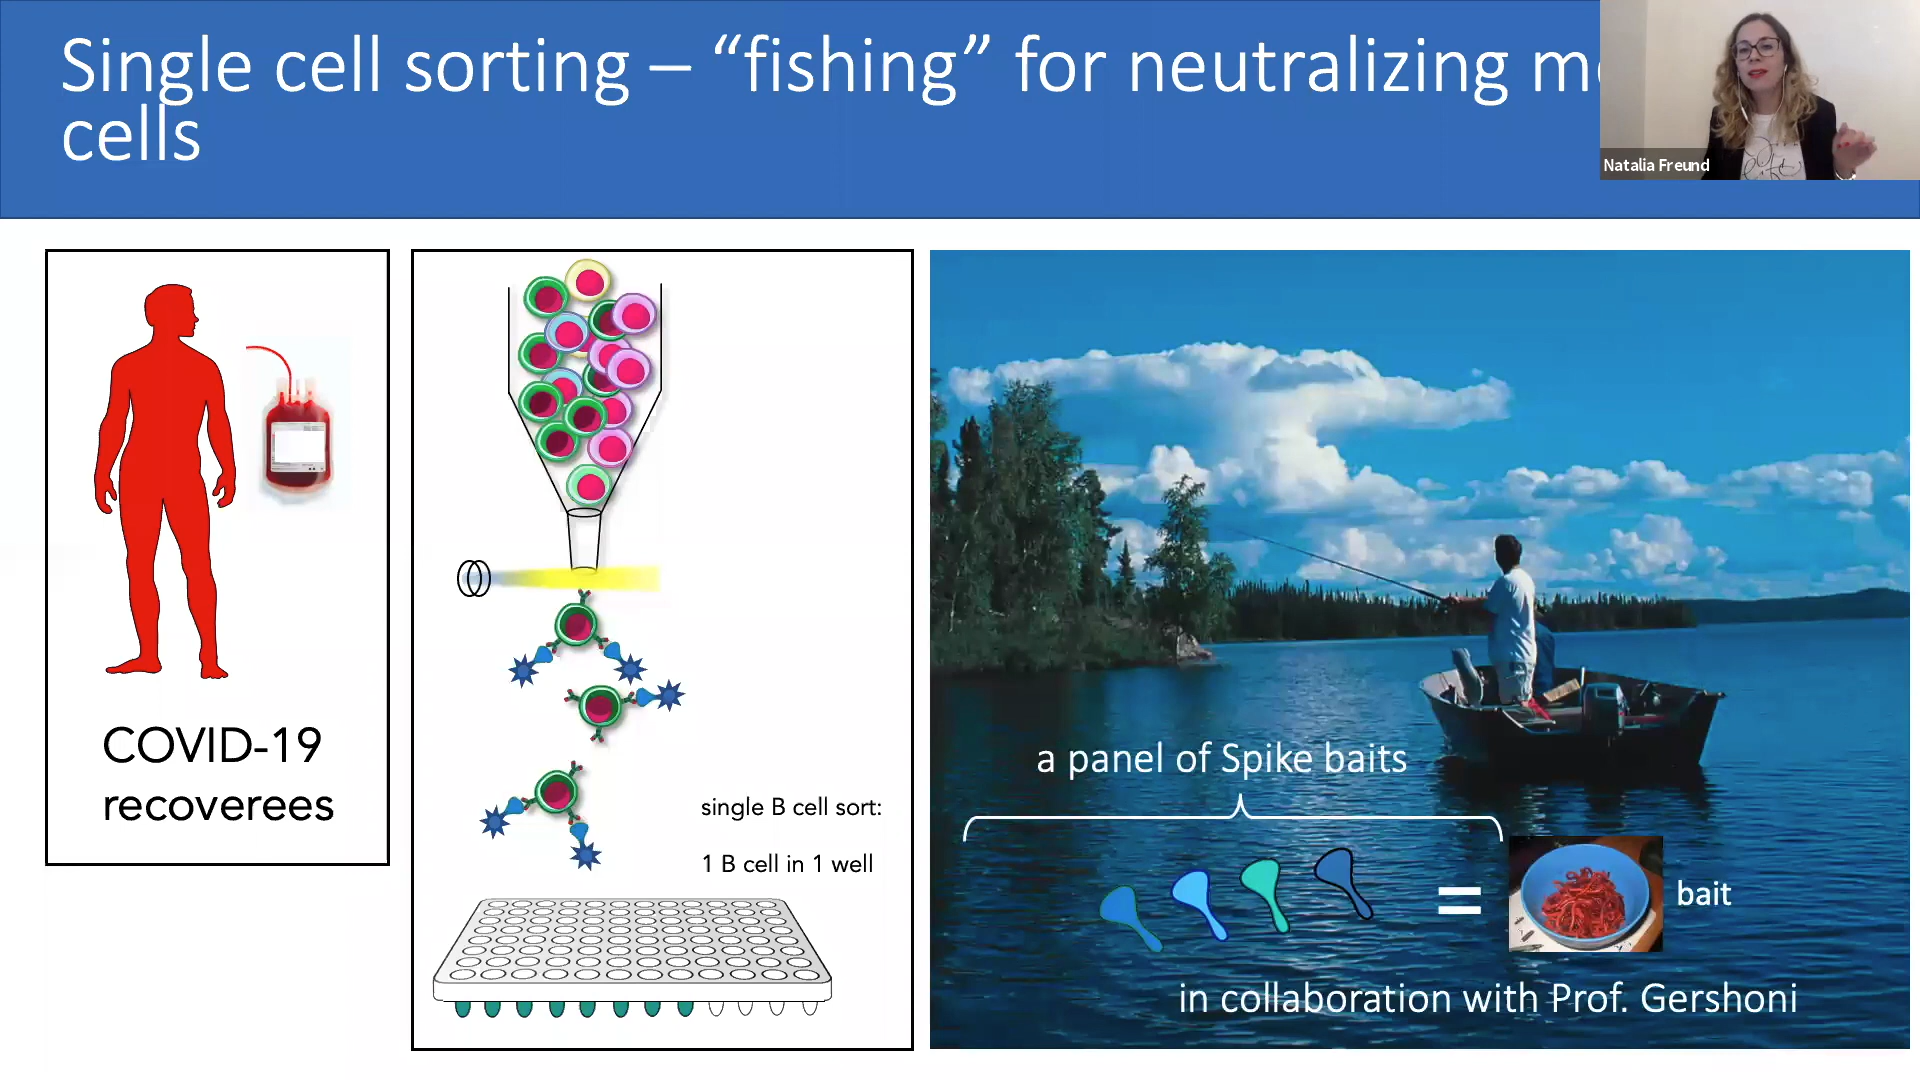 Single cell sorting – “fishing” for neutralizing
cells
Natalia Freund
COVID-19
recoverees
single B cell sort:
1 B cell in 1 well
a panel of Spike baits
=
bait
in collaboration with Prof. Gershoni